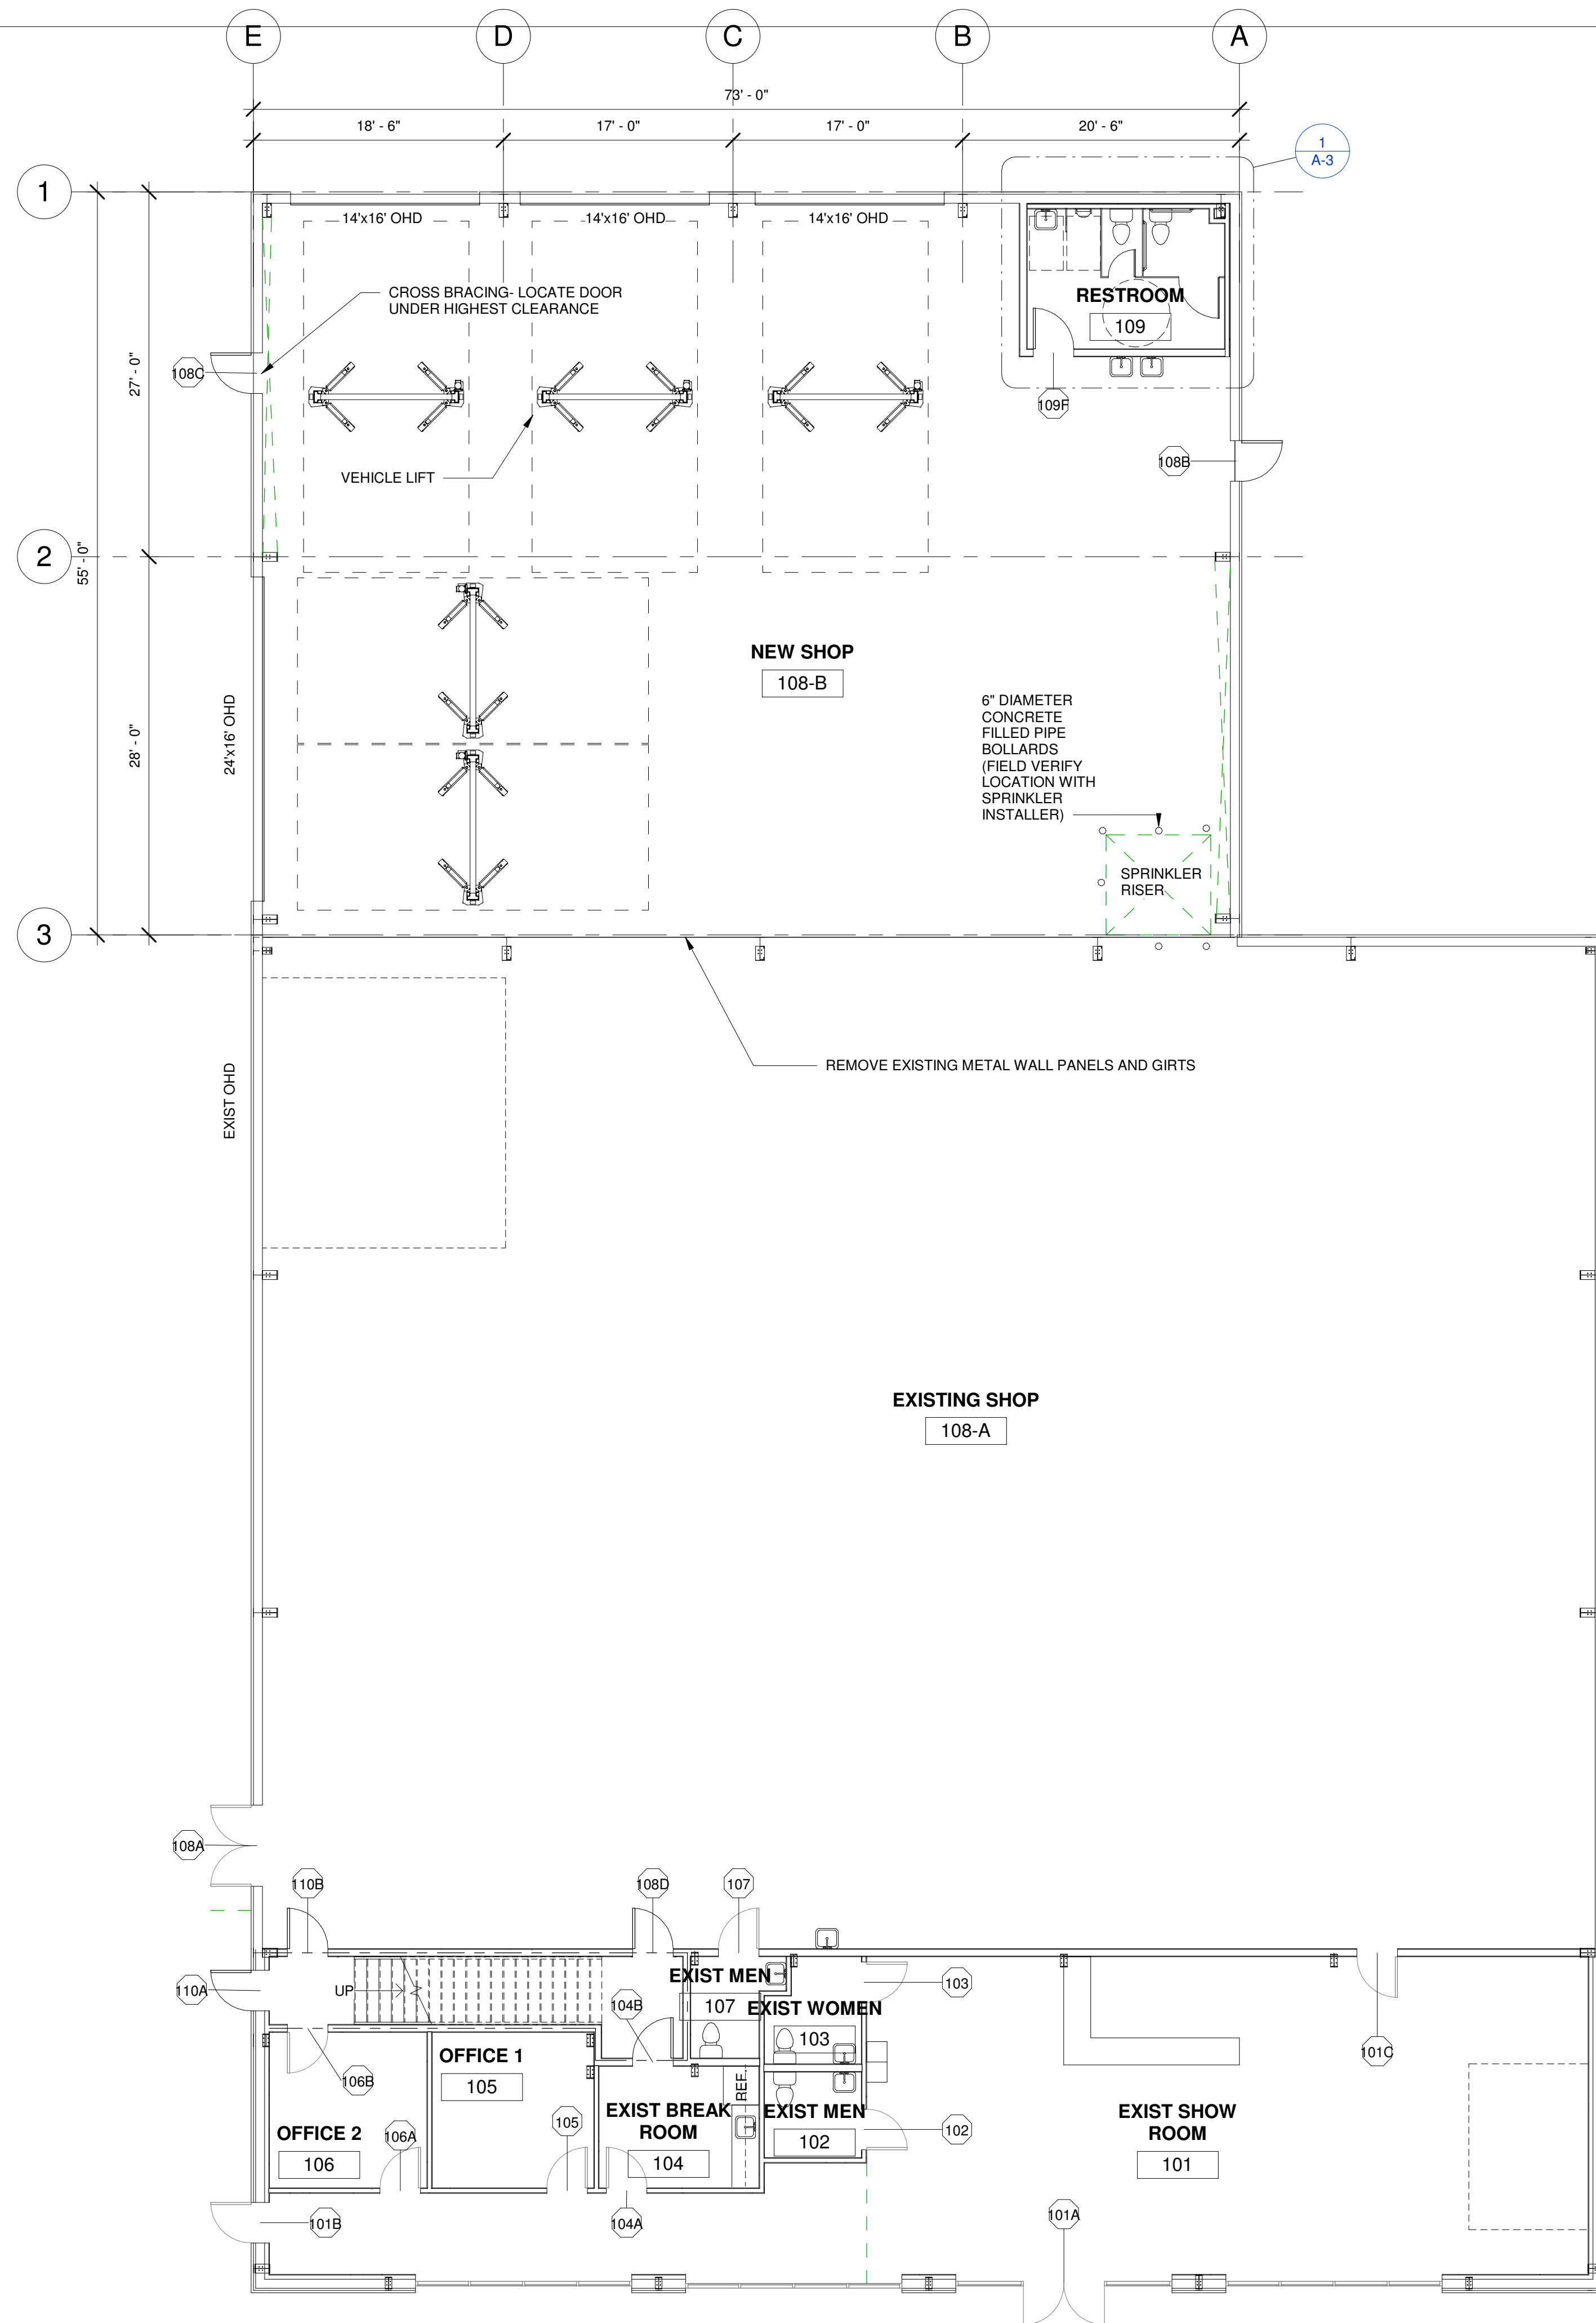 E
D
C
B
A
73' - 0"
18' - 6"
17' - 0"
17' - 0"
20' - 6"
1
A-3
1
14'x16' OHD
14'x16' OHD
14'x16' OHD
CROSS BRACING- LOCATE DOOR
UNDER HIGHEST CLEARANCE
RESTROOM
109
108C
27' - 0"
109F
108B
VEHICLE LIFT
2
55' - 0"
NEW SHOP
108-B
28' - 0"
24'x16' OHD
6" DIAMETER
CONCRETE
FILLED PIPE
BOLLARDS
(FIELD VERIFY
LOCATION WITH
SPRINKLER
INSTALLER)
SPRINKLER
RISER
3
REMOVE EXISTING METAL WALL PANELS AND GIRTS
EXIST OHD
EXISTING SHOP
108-A
108A
110B
108D
107
EXIST MEN
107
103
110A
UP
104B
EXIST WOMEN
103
OFFICE 1
105
106B
101C
REF.
EXIST BREAK
ROOM
104
EXIST MEN
102
102
EXIST SHOW
ROOM
101
105
OFFICE 2
106
106A
101B
104A
101A